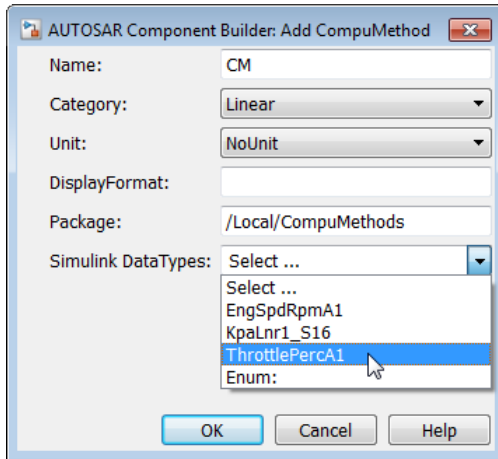 AUTOSAR Component Builder: Add CompuMethod
Name: CM
Category: Linear
Unit: NoUnit
DisplayFormat:
Package: /Local/CompuMethods
Simulink DataTypes: Select ...
Select ...
EngSpdRpmA1
KpaLnr1_S16
ThrottlePercA1
Enum:
OK Cancel Help